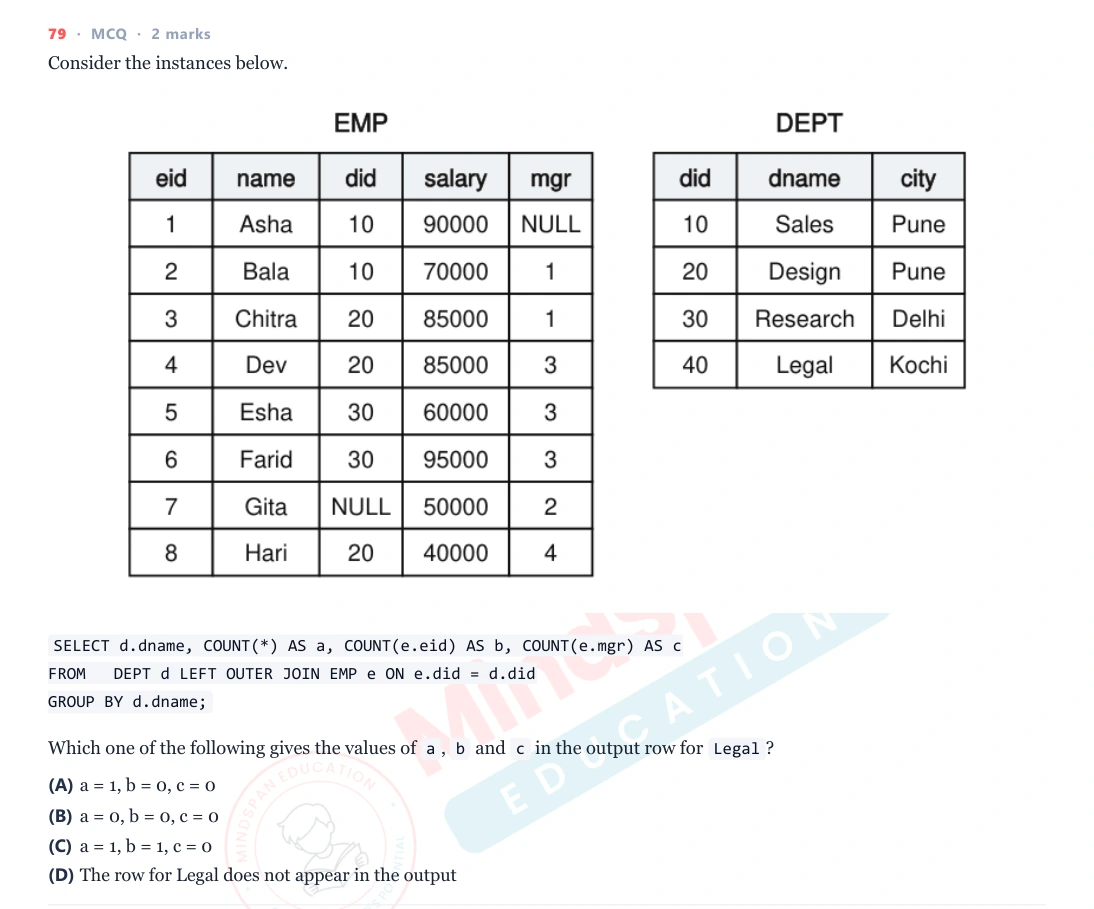 79 · MCQ · 2 marks
Consider the instances below.
EMP
eid name did salary mgr
1 Asha 10 90000 NULL
2 Bala 10 70000 1
3 Chitra 20 85000 1
4 Dev 20 85000 3
5 Esha 30 60000 3
6 Farid 30 95000 3
7 Gita NULL 50000 2
8 Hari 20 40000 4
DEPT
did dname city
10 Sales Pune
20 Design Pune
30 Research Delhi
40 Legal Kochi
SELECT d.dname, COUNT(*) AS a, COUNT(e.eid) AS b, COUNT(e.mgr) AS c
FROM   DEPT d LEFT OUTER JOIN EMP e ON e.did = d.did
GROUP BY d.dname;
Which one of the following gives the values of a , b and c in the output row for Legal ?
(A) a = 1, b = 0, c = 0
(B) a = 0, b = 0, c = 0
(C) a = 1, b = 1, c = 0
(D) The row for Legal does not appear in the output
EDUCATION
MINDSPAN EDUCATION